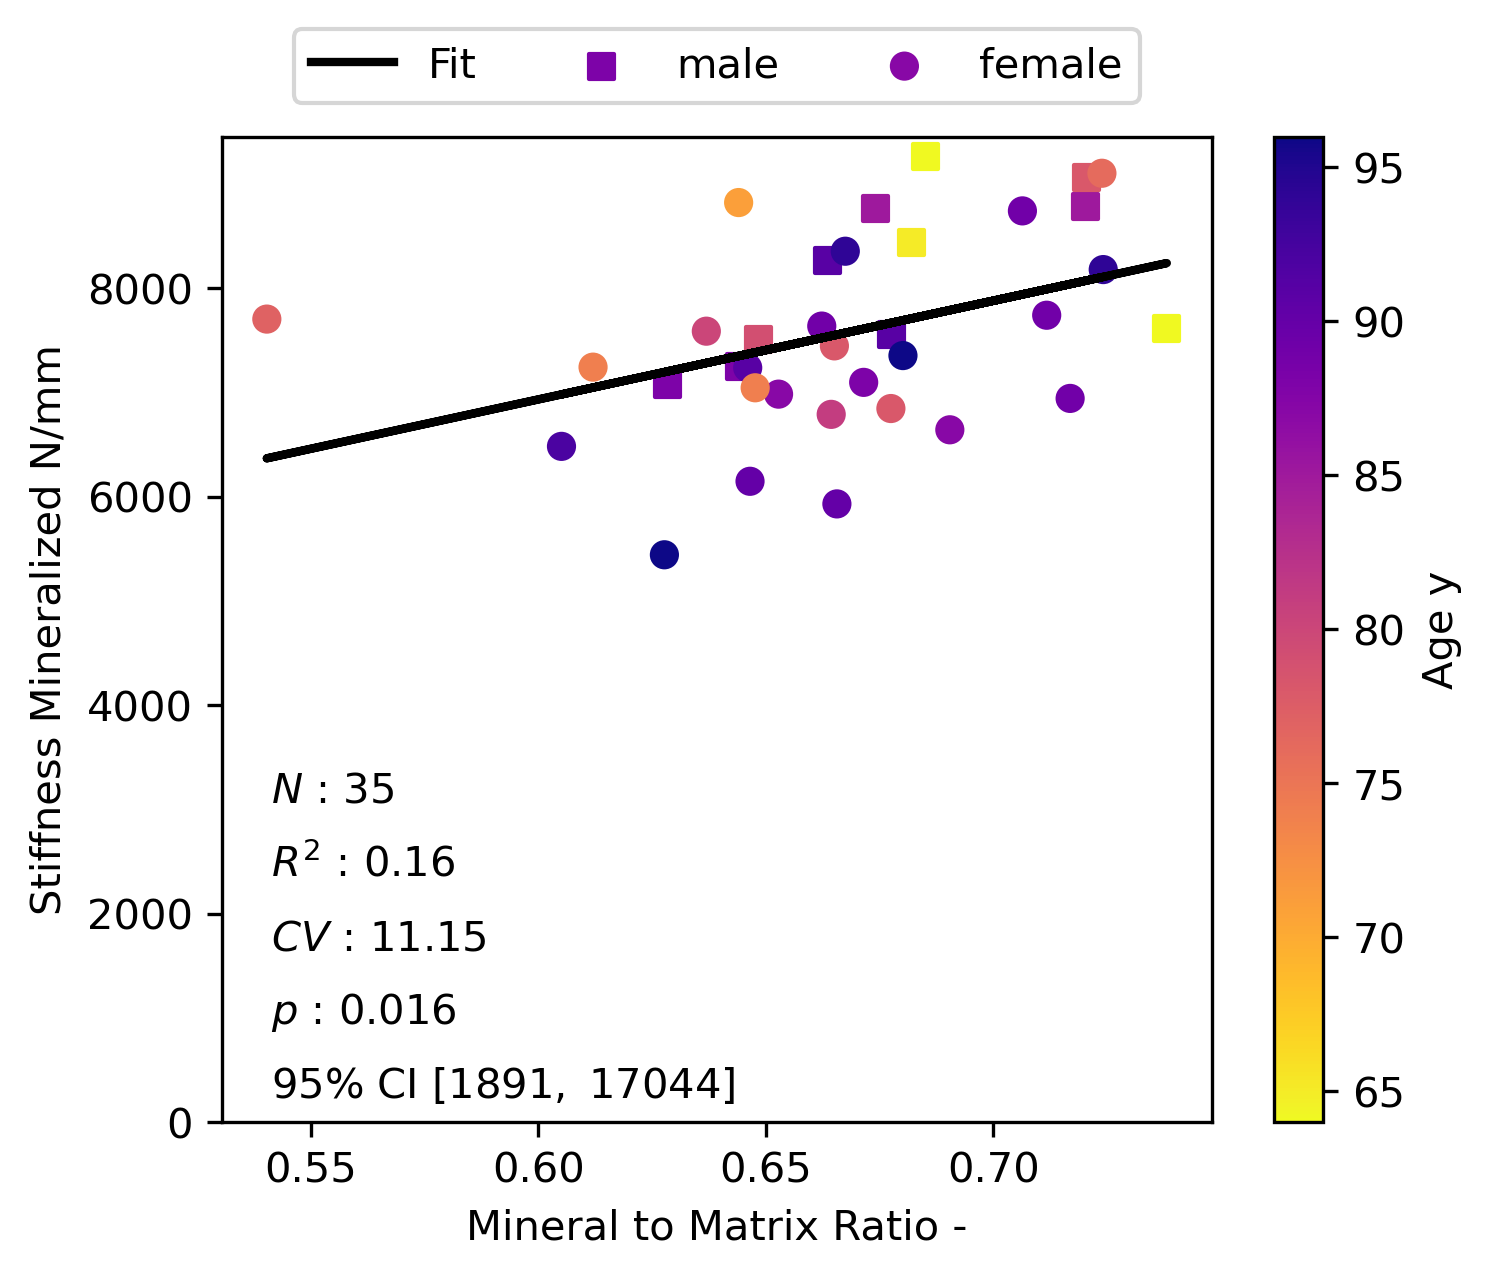 Fit male female
8000
6000
4000
2000
0
Stiffness Mineralized N/mm
N : 35
R² : 0.16
CV : 11.15
p : 0.016
95% CI [1891, 17044]
0.55 0.60 0.65 0.70
Mineral to Matrix Ratio -
95
90
85
80
75
70
65
Age y